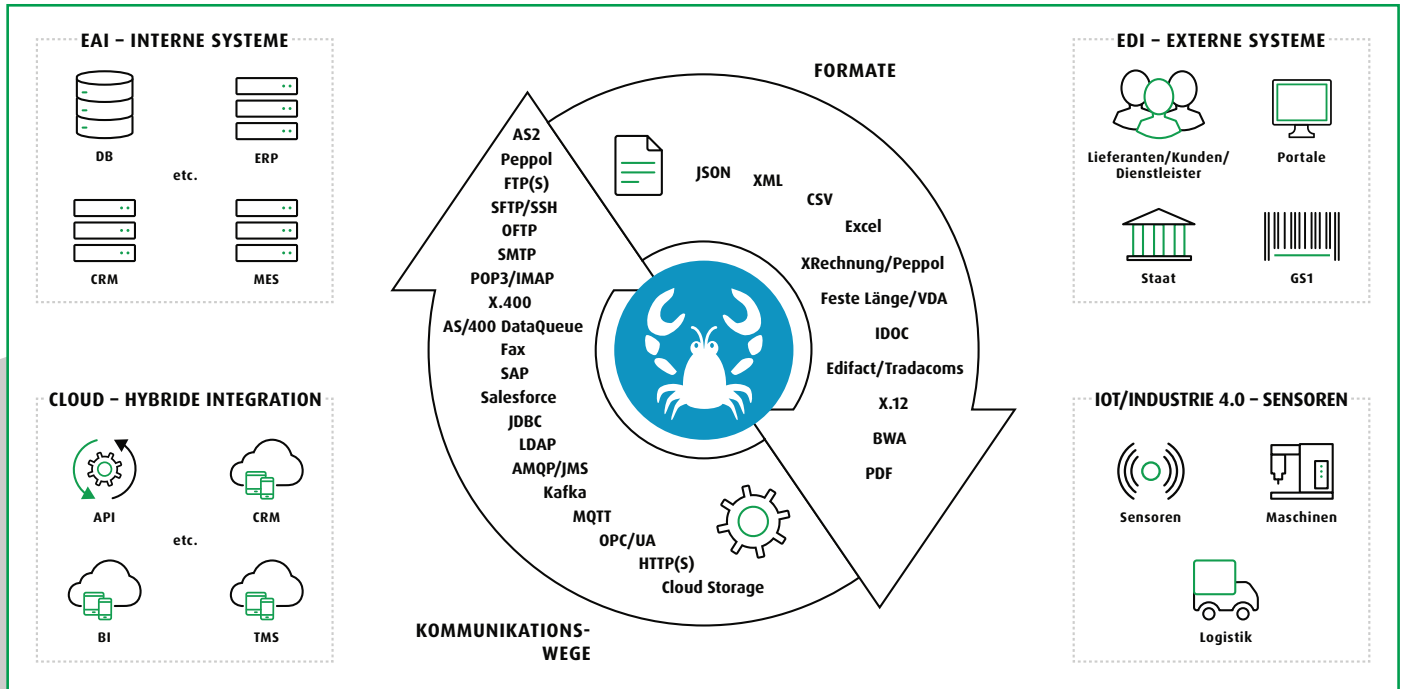 EAI – INTERNE SYSTEME
DB
ERP
etc.
CRM
MES
CLOUD – HYBRIDE INTEGRATION
API
CRM
etc.
BI
TMS
AS2
Peppol
FTP(S)
SFTP/SSH
OFTP
SMTP
POP3/IMAP
X.400
AS/400 DataQueue
Fax
SAP
Salesforce
JDBC
LDAP
AMQP/JMS
Kafka
MQTT
OPC/UA
HTTP(S)
Cloud Storage
KOMMUNIKATIONS-
WEGE
FORMATE
JSON
XML
CSV
Excel
XRechnung/Peppol
Feste Länge/VDA
IDOC
Edifact/Tradacoms
X.12
BWA
PDF
EDI – EXTERNE SYSTEME
Lieferanten/Kunden/
Dienstleister
Portale
Staat
GS1
IOT/INDUSTRIE 4.0 – SENSOREN
Sensoren
Maschinen
Logistik